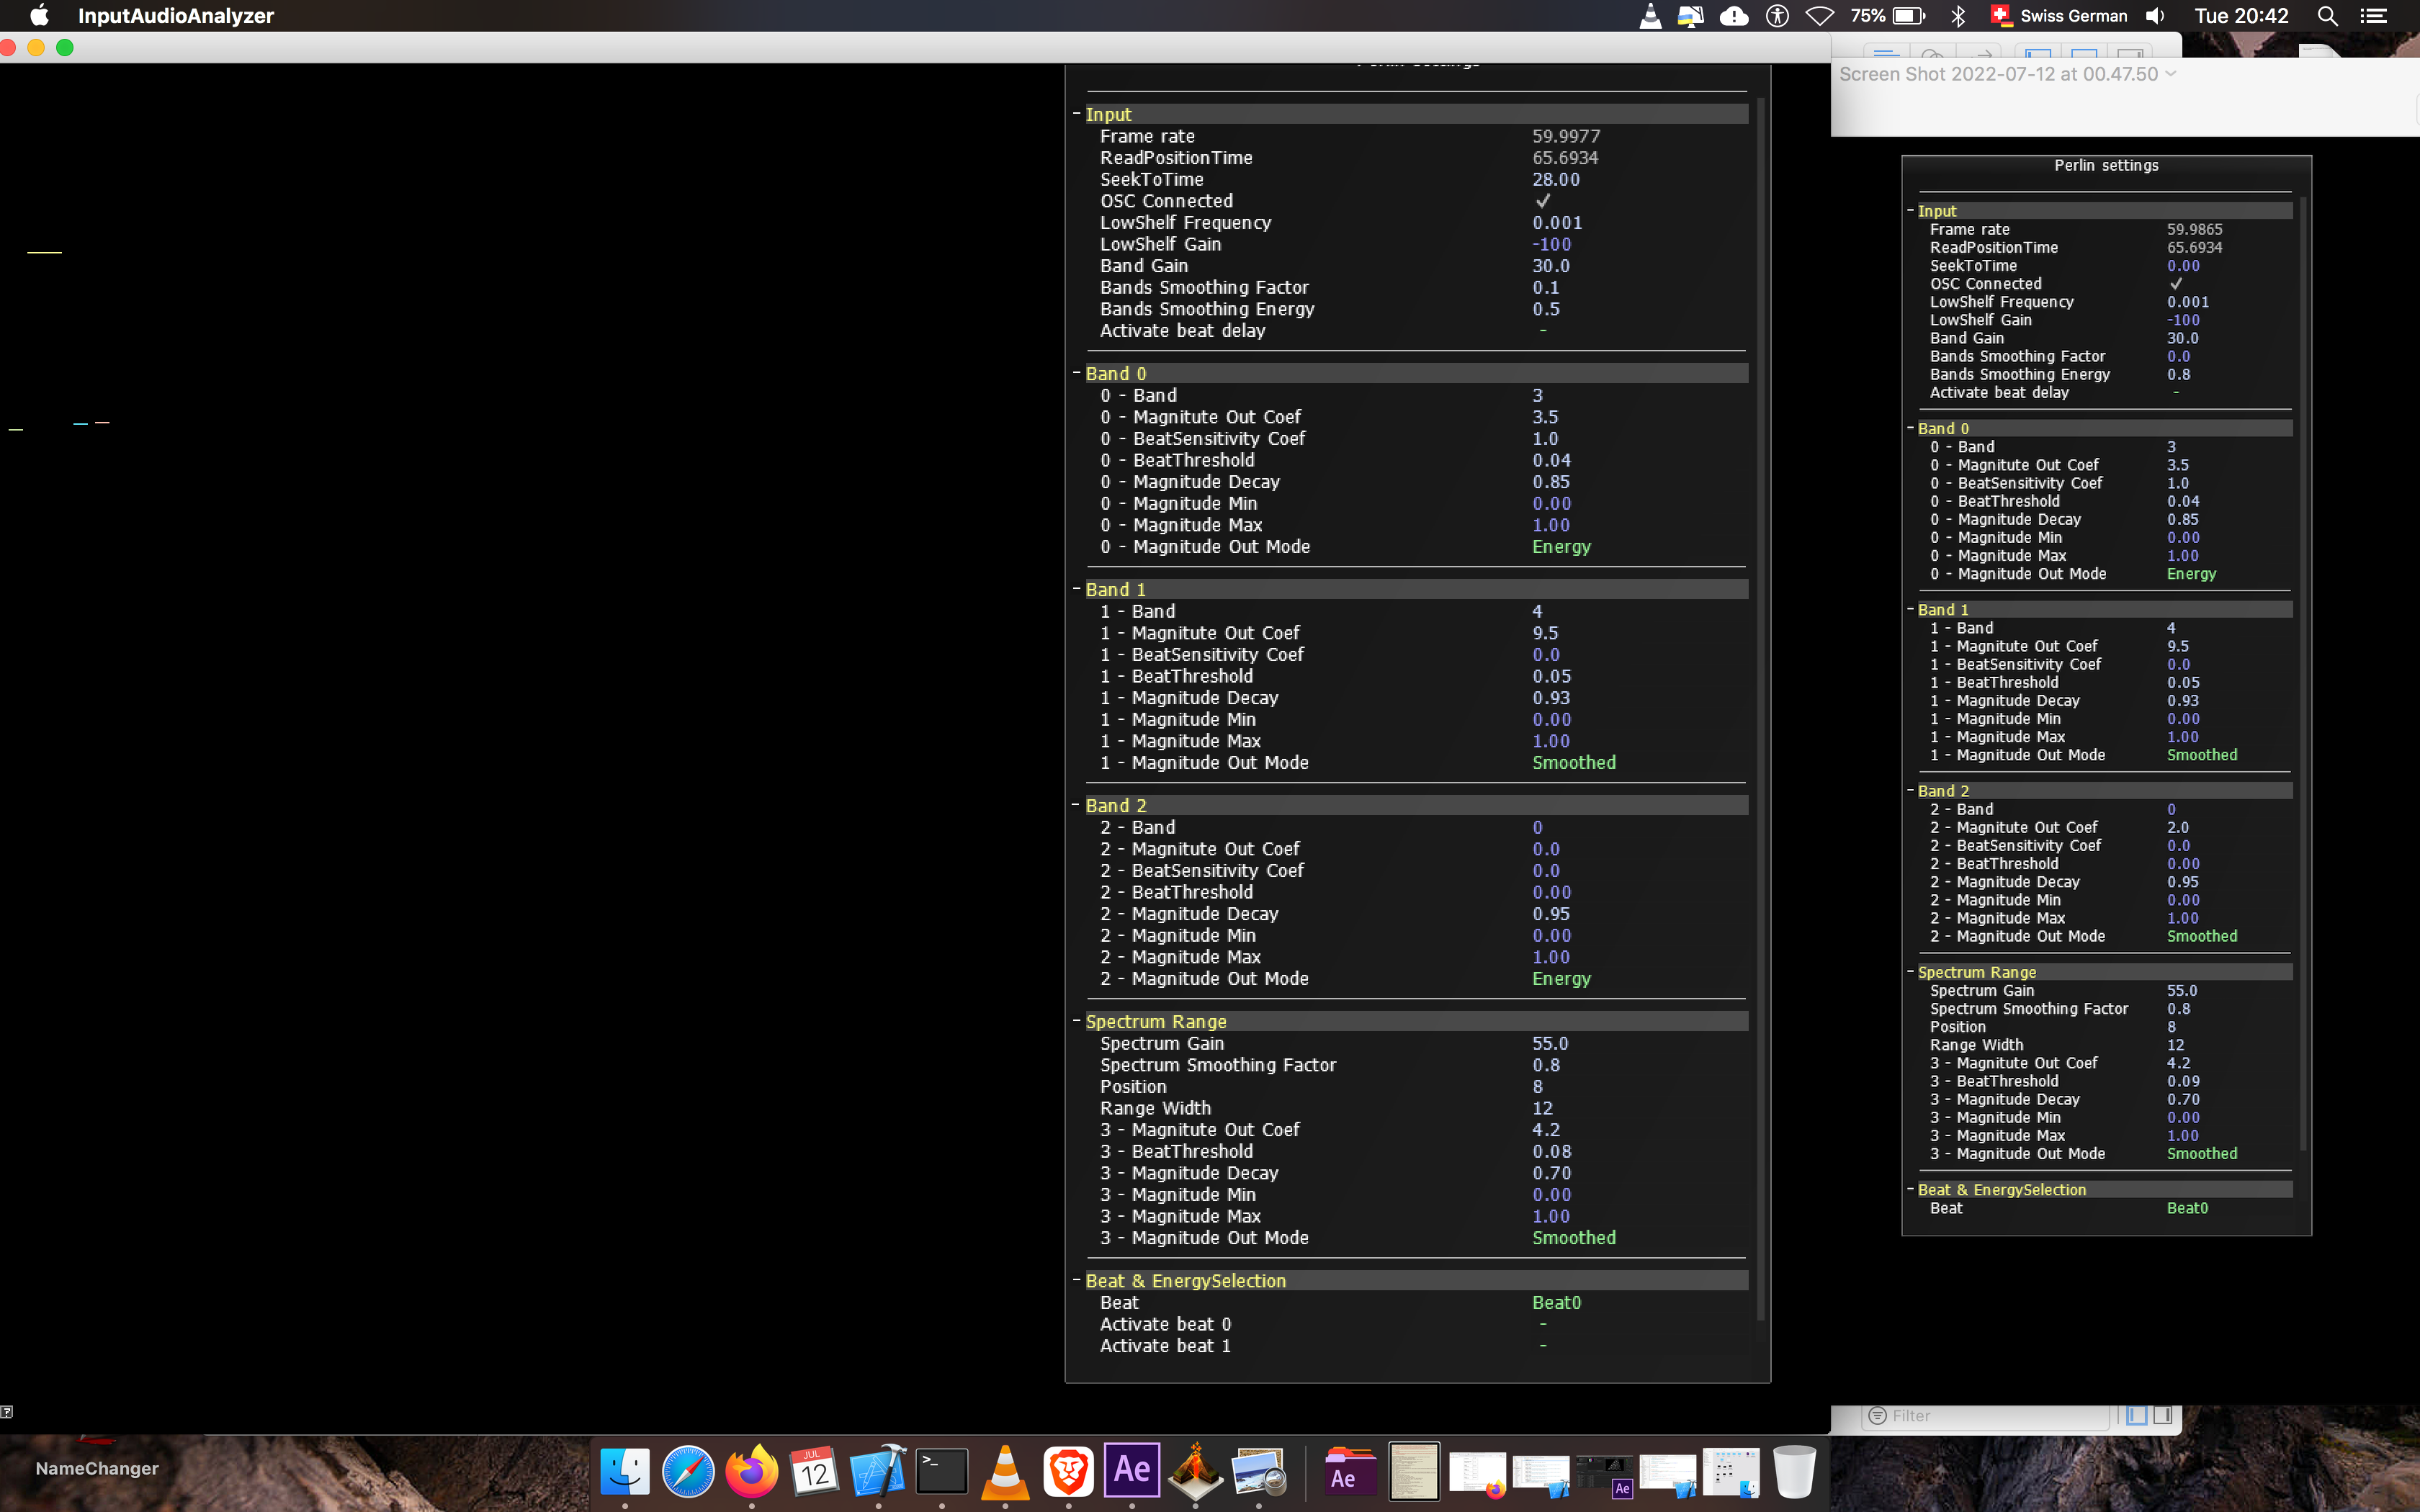 InputAudioAnalyzer
75%
Swiss German
Tue 20:42
Perlin settings
Input
Frame rate 59.9977
ReadPositionTime 65.6934
SeekToTime 28.00
OSC Connected ✓
LowShelf Frequency 0.001
LowShelf Gain -100
Band Gain 30.0
Bands Smoothing Factor 0.1
Bands Smoothing Energy 0.5
Activate beat delay -
Band 0
0 - Band 3
0 - Magnitute Out Coef 3.5
0 - BeatSensitivity Coef 1.0
0 - BeatThreshold 0.04
0 - Magnitude Decay 0.85
0 - Magnitude Min 0.00
0 - Magnitude Max 1.00
0 - Magnitude Out Mode Energy
Band 1
1 - Band 4
1 - Magnitute Out Coef 9.5
1 - BeatSensitivity Coef 0.0
1 - BeatThreshold 0.05
1 - Magnitude Decay 0.93
1 - Magnitude Min 0.00
1 - Magnitude Max 1.00
1 - Magnitude Out Mode Smoothed
Band 2
2 - Band 0
2 - Magnitute Out Coef 0.0
2 - BeatSensitivity Coef 0.0
2 - BeatThreshold 0.00
2 - Magnitude Decay 0.95
2 - Magnitude Min 0.00
2 - Magnitude Max 1.00
2 - Magnitude Out Mode Energy
Spectrum Range
Spectrum Gain 55.0
Spectrum Smoothing Factor 0.8
Position 8
Range Width 12
3 - Magnitute Out Coef 4.2
3 - BeatThreshold 0.08
3 - Magnitude Decay 0.70
3 - Magnitude Min 0.00
3 - Magnitude Max 1.00
3 - Magnitude Out Mode Smoothed
Beat & EnergySelection
Beat Beat0
Activate beat 0 -
Activate beat 1 -
Screen Shot 2022-07-12 at 00.47.50
Perlin settings
Input
Frame rate 59.9865
ReadPositionTime 65.6934
SeekToTime 0.00
OSC Connected ✓
LowShelf Frequency 0.001
LowShelf Gain -100
Band Gain 30.0
Bands Smoothing Factor 0.0
Bands Smoothing Energy 0.8
Activate beat delay -
Band 0
0 - Band 3
0 - Magnitute Out Coef 3.5
0 - BeatSensitivity Coef 1.0
0 - BeatThreshold 0.04
0 - Magnitude Decay 0.85
0 - Magnitude Min 0.00
0 - Magnitude Max 1.00
0 - Magnitude Out Mode Energy
Band 1
1 - Band 4
1 - Magnitute Out Coef 9.5
1 - BeatSensitivity Coef 0.0
1 - BeatThreshold 0.05
1 - Magnitude Decay 0.93
1 - Magnitude Min 0.00
1 - Magnitude Max 1.00
1 - Magnitude Out Mode Smoothed
Band 2
2 - Band 0
2 - Magnitute Out Coef 2.0
2 - BeatSensitivity Coef 0.0
2 - BeatThreshold 0.00
2 - Magnitude Decay 0.95
2 - Magnitude Min 0.00
2 - Magnitude Max 1.00
2 - Magnitude Out Mode Smoothed
Spectrum Range
Spectrum Gain 55.0
Spectrum Smoothing Factor 0.8
Position 8
Range Width 12
3 - Magnitute Out Coef 4.2
3 - BeatThreshold 0.09
3 - Magnitude Decay 0.70
3 - Magnitude Min 0.00
3 - Magnitude Max 1.00
3 - Magnitude Out Mode Smoothed
Beat & EnergySelection
Beat Beat0
Filter
NameChanger
JUL
12
>_
Ae
Ae
Ae